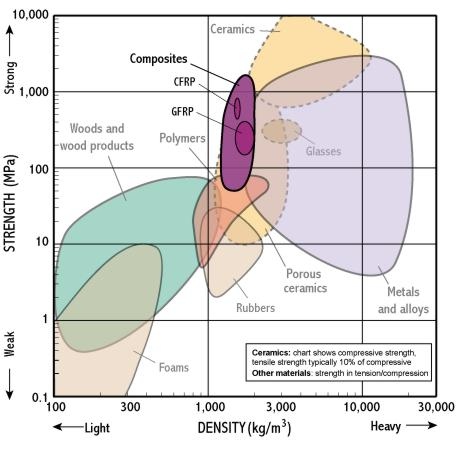 10,000
Ceramics
Strong
Composites
CFRP
1,000
GFRP
Woods and
wood products
Polymers
Glasses
STRENGTH (MPa)
100
10
Porous
ceramics
Metals
and alloys
Rubbers
1
Weak
Foams
Ceramics: chart shows compressive strength,
tensile strength typically 10% of compressive
Other materials: strength in tension/compression
0.1
100
300
1,000
3,000
10,000
30,000
Light
DENSITY (kg/m³)
Heavy